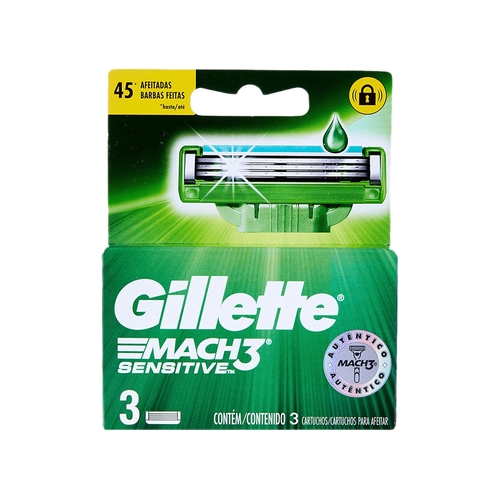 45* AFEITADAS
BARBAS FEITAS
*hasta/até
Gillette®
MACH3®
SENSITIVE™
AUTÉNTICO
MACH3®
AUTÊNTICO
3
CONTÉM/CONTENIDO 3 CARTUCHOS/CARTUCHOS PARA AFEITAR